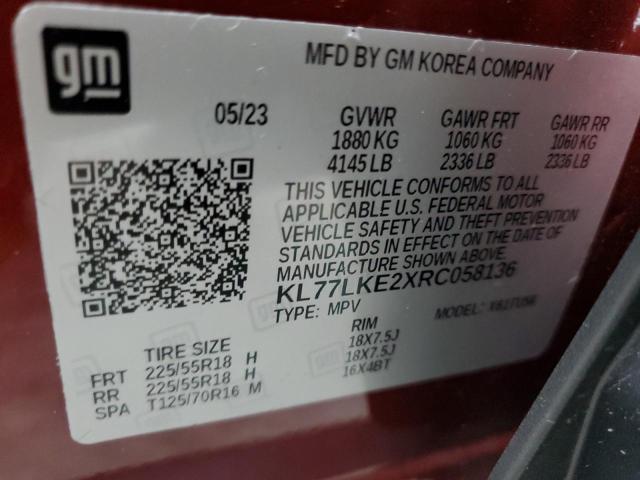 gm
MFD BY GM KOREA COMPANY
05/23 GVWR GAWR FRT GAWR RR
1880 KG 1060 KG 1060 KG
4145 LB 2336 LB 2336 LB
THIS VEHICLE CONFORMS TO ALL
APPLICABLE U.S. FEDERAL MOTOR
VEHICLE SAFETY AND THEFT PREVENTION
STANDARDS IN EFFECT ON THE DATE OF
MANUFACTURE SHOWN ABOVE.
KL77LKE2XRC058136
TYPE: MPV MODEL:
TIRE SIZE RIM
FRT 225/55R18 H 18X7.5J
RR 225/55R18 H 18X7.5J
SPA T125/70R16 M 16X4BT